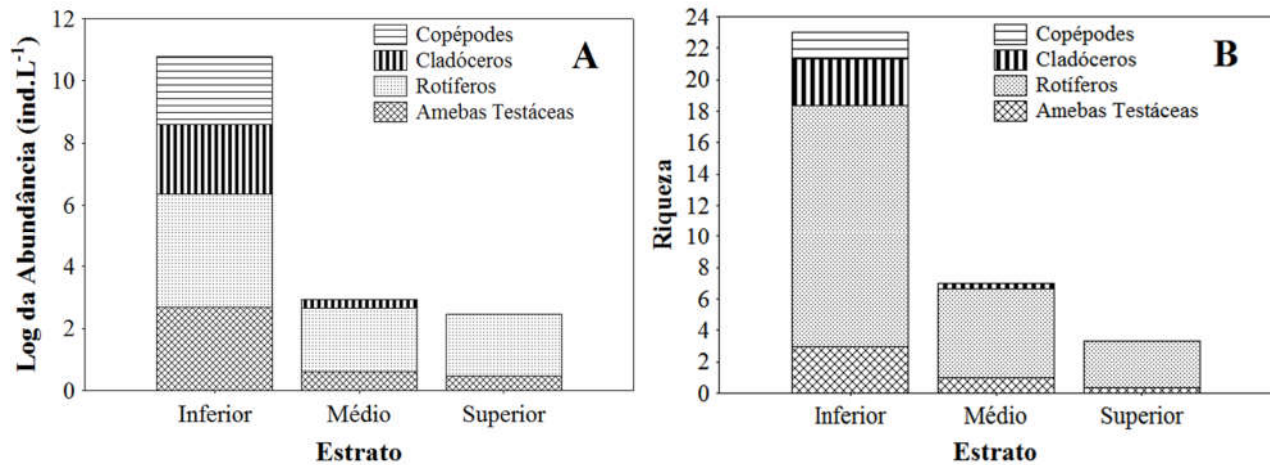 A
Log da Abundância (ind.L⁻¹)
12
10
8
6
4
2
0
Copépodes
Cladóceros
Rotíferos
Amebas Testáceas
Inferior Médio Superior
Estrato
B
Riqueza
24
22
20
18
16
14
12
10
8
6
4
2
0
Copépodes
Cladóceros
Rotíferos
Amebas Testáceas
Inferior Médio Superior
Estrato